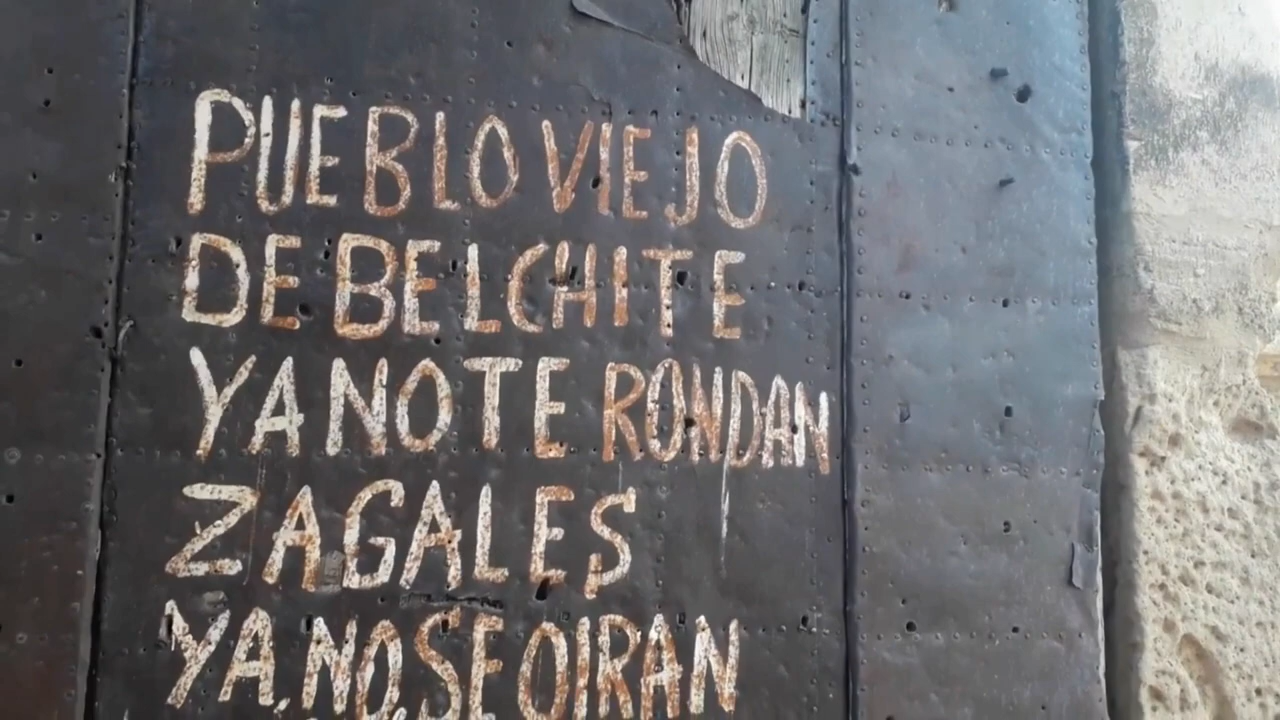 PUEBLO VIEJO
DE BELCHITE
YA NO TE RONDAN
ZAGALES
YA NO SE OIRAN